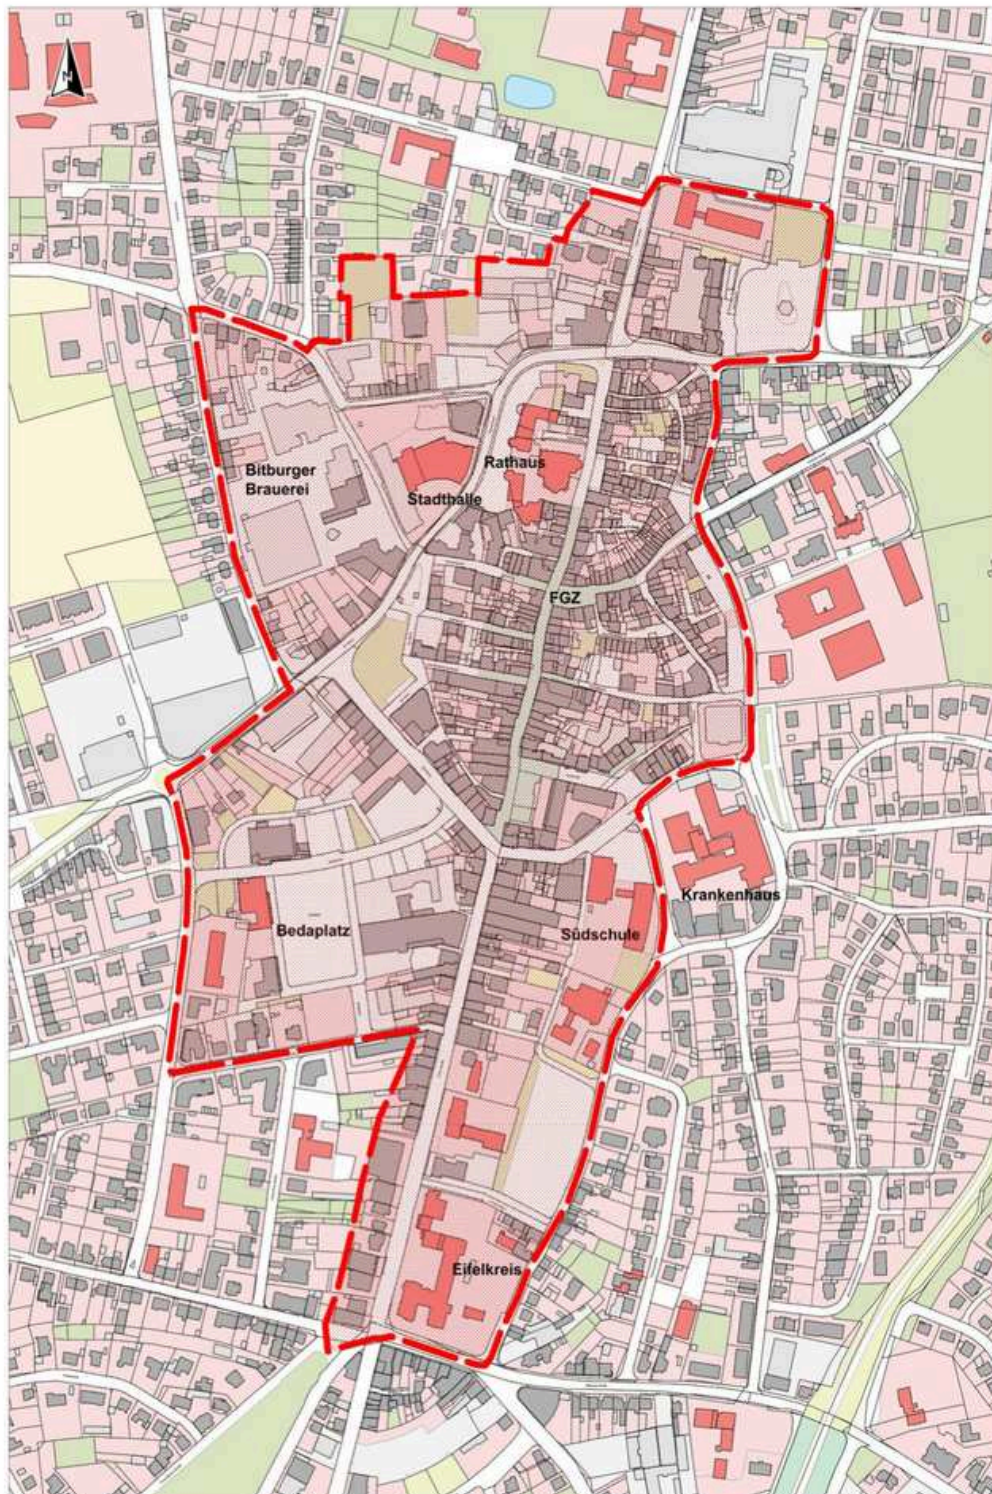 N
Bitburger
Brauerei
Rathaus
Stadthalle
FGZ
Krankenhaus
Bedaplatz
Südschule
Eifelkreis